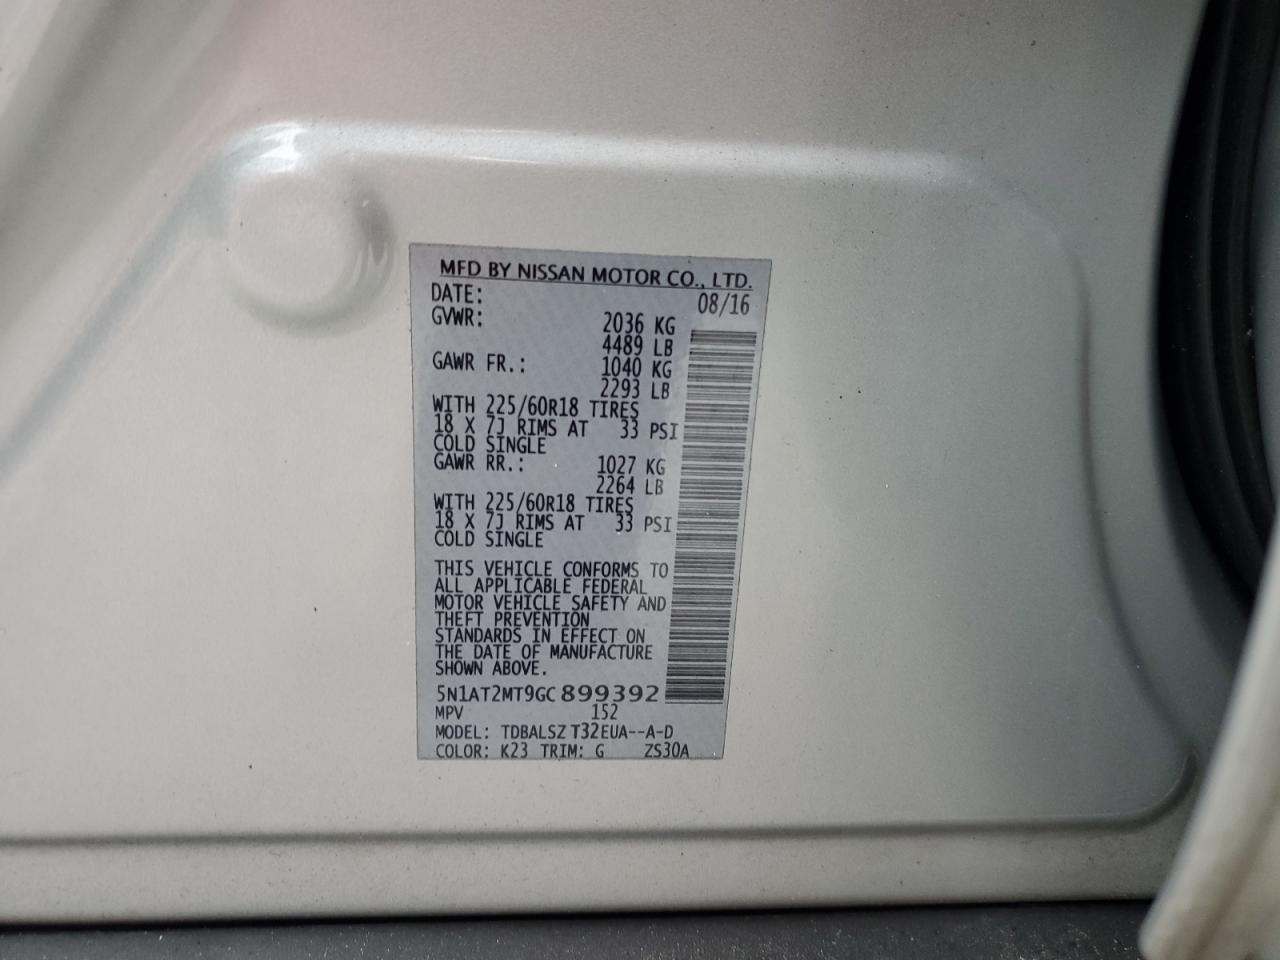 MFD BY NISSAN MOTOR CO., LTD.
DATE: 08/16
GVWR: 2036 KG
4489 LB
GAWR FR.: 1040 KG
2293 LB
WITH 225/60R18 TIRES
18 X 7J RIMS AT 33 PSI
COLD SINGLE
GAWR RR.: 1027 KG
2264 LB
WITH 225/60R18 TIRES
18 X 7J RIMS AT 33 PSI
COLD SINGLE
THIS VEHICLE CONFORMS TO
ALL APPLICABLE FEDERAL
MOTOR VEHICLE SAFETY AND
THEFT PREVENTION
STANDARDS IN EFFECT ON
THE DATE OF MANUFACTURE
SHOWN ABOVE.
5N1AT2MT9GC899392
MPV 152
MODEL: TDBALSZ T32EUA--A-D
COLOR: K23 TRIM: G ZS30A